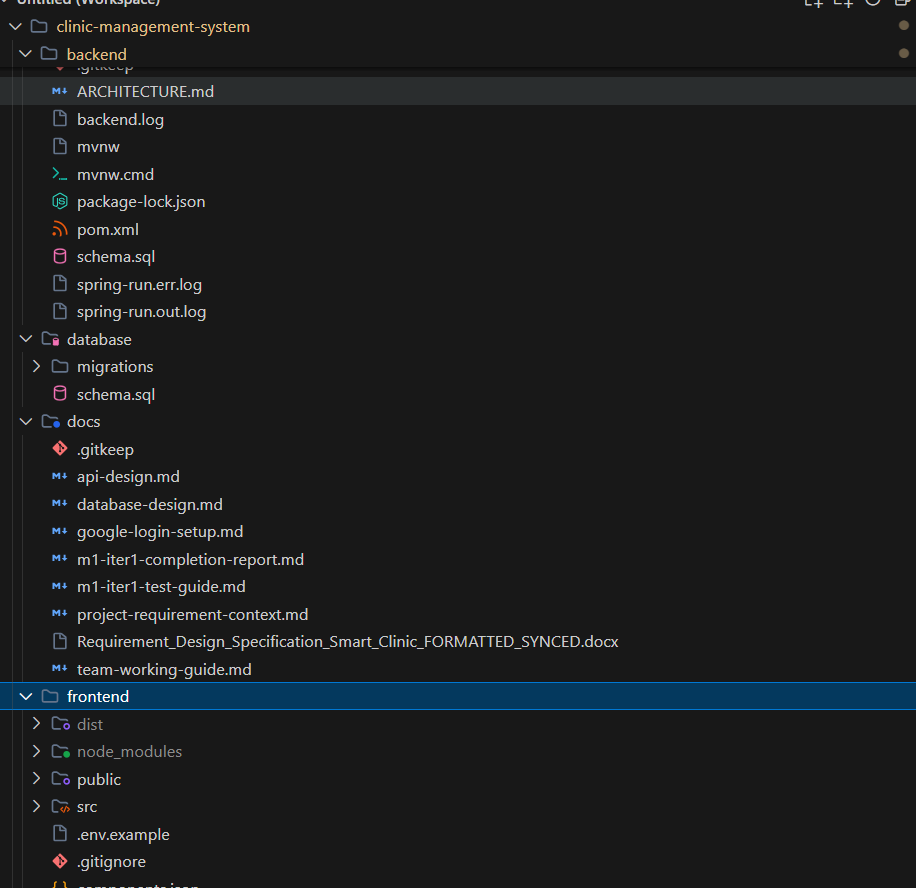 Untitled (Workspace)
clinic-management-system
backend
.gitkeep
ARCHITECTURE.md
backend.log
mvnw
mvnw.cmd
package-lock.json
pom.xml
schema.sql
spring-run.err.log
spring-run.out.log
database
migrations
schema.sql
docs
.gitkeep
api-design.md
database-design.md
google-login-setup.md
m1-iter1-completion-report.md
m1-iter1-test-guide.md
project-requirement-context.md
Requirement_Design_Specification_Smart_Clinic_FORMATTED_SYNCED.docx
team-working-guide.md
frontend
dist
node_modules
public
src
.env.example
.gitignore
components.json